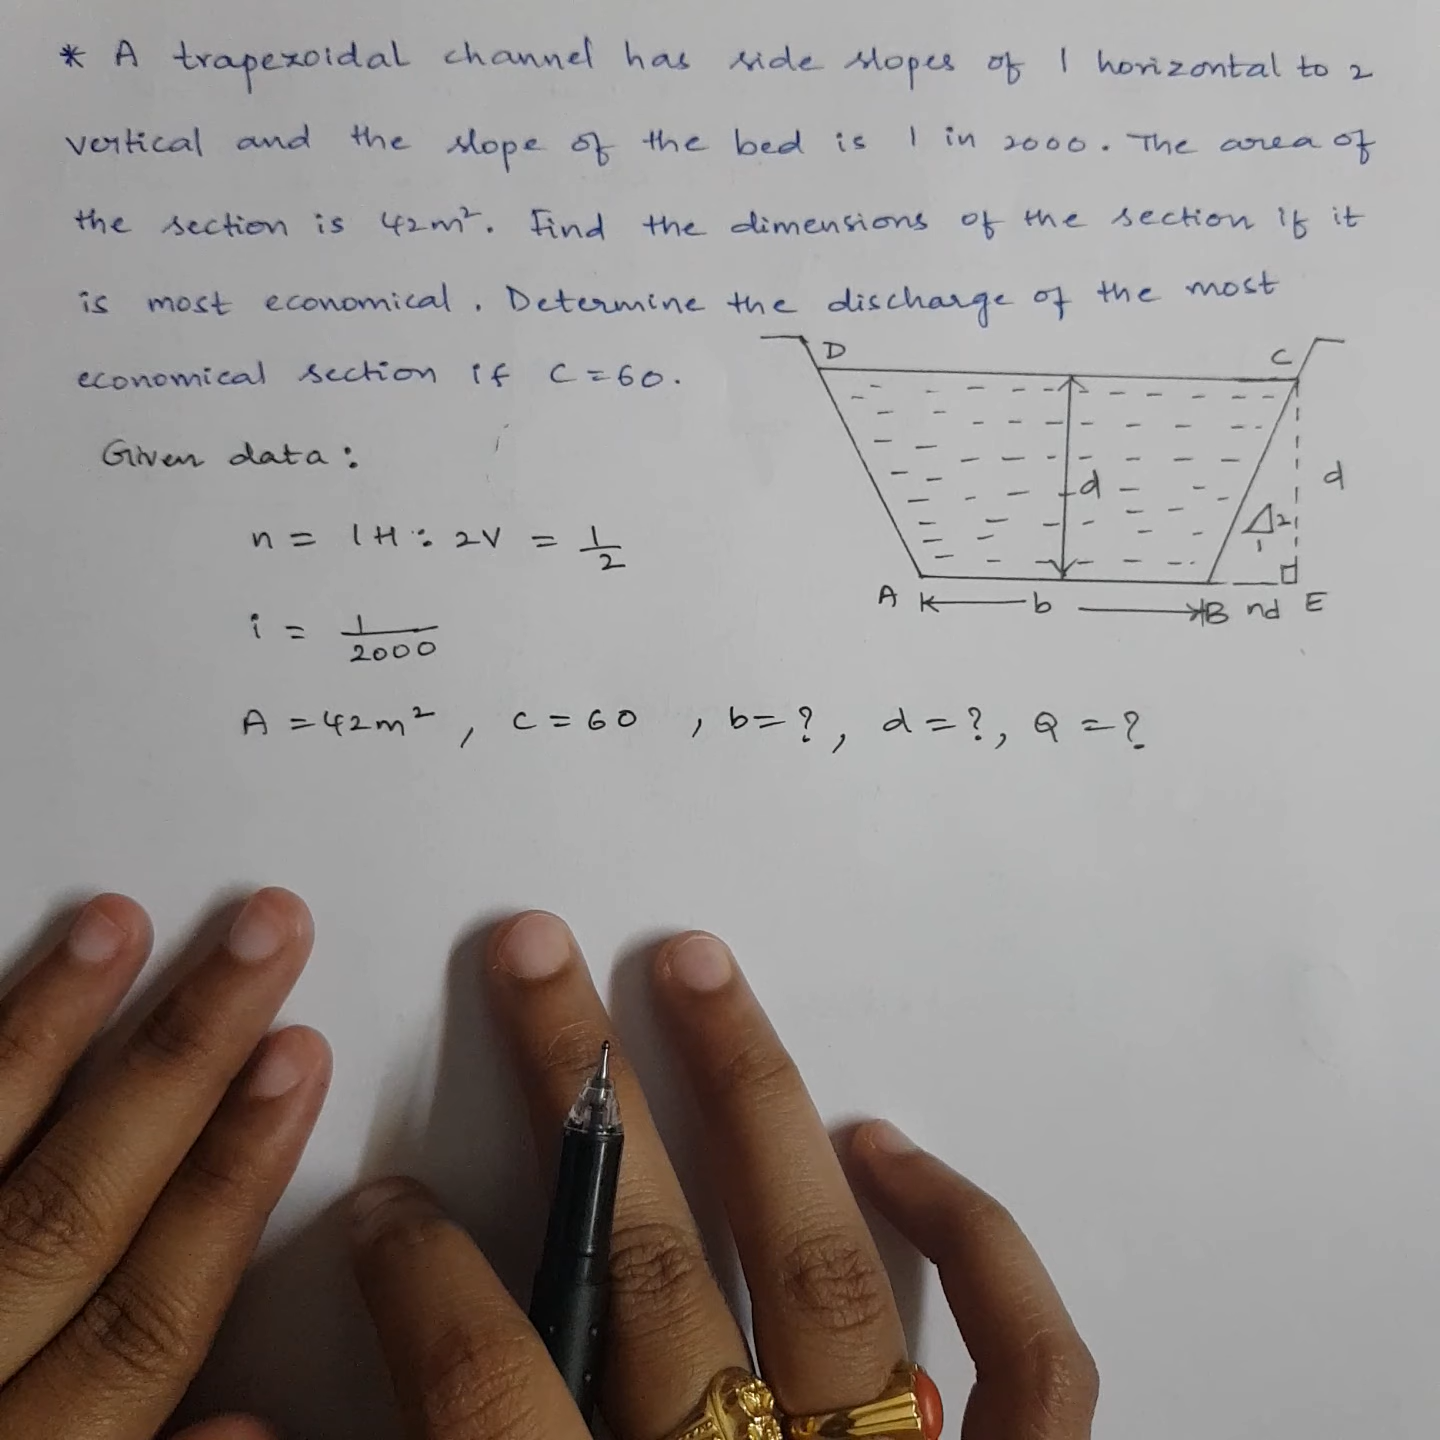 * A trapezoidal channel has side slopes of 1 horizontal to 2
vertical and the slope of the bed is 1 in 2000. The area of
the section is 42m². Find the dimensions of the section if it
is most economical. Determine the discharge of the most
economical section if C=60.
D
C
Given data:
d
d
n = 1H : 2V = 1/2
2
1
A
b
B
nd
E
i = 1/2000
A = 42m², C = 60, b=?, d=?, Q=?